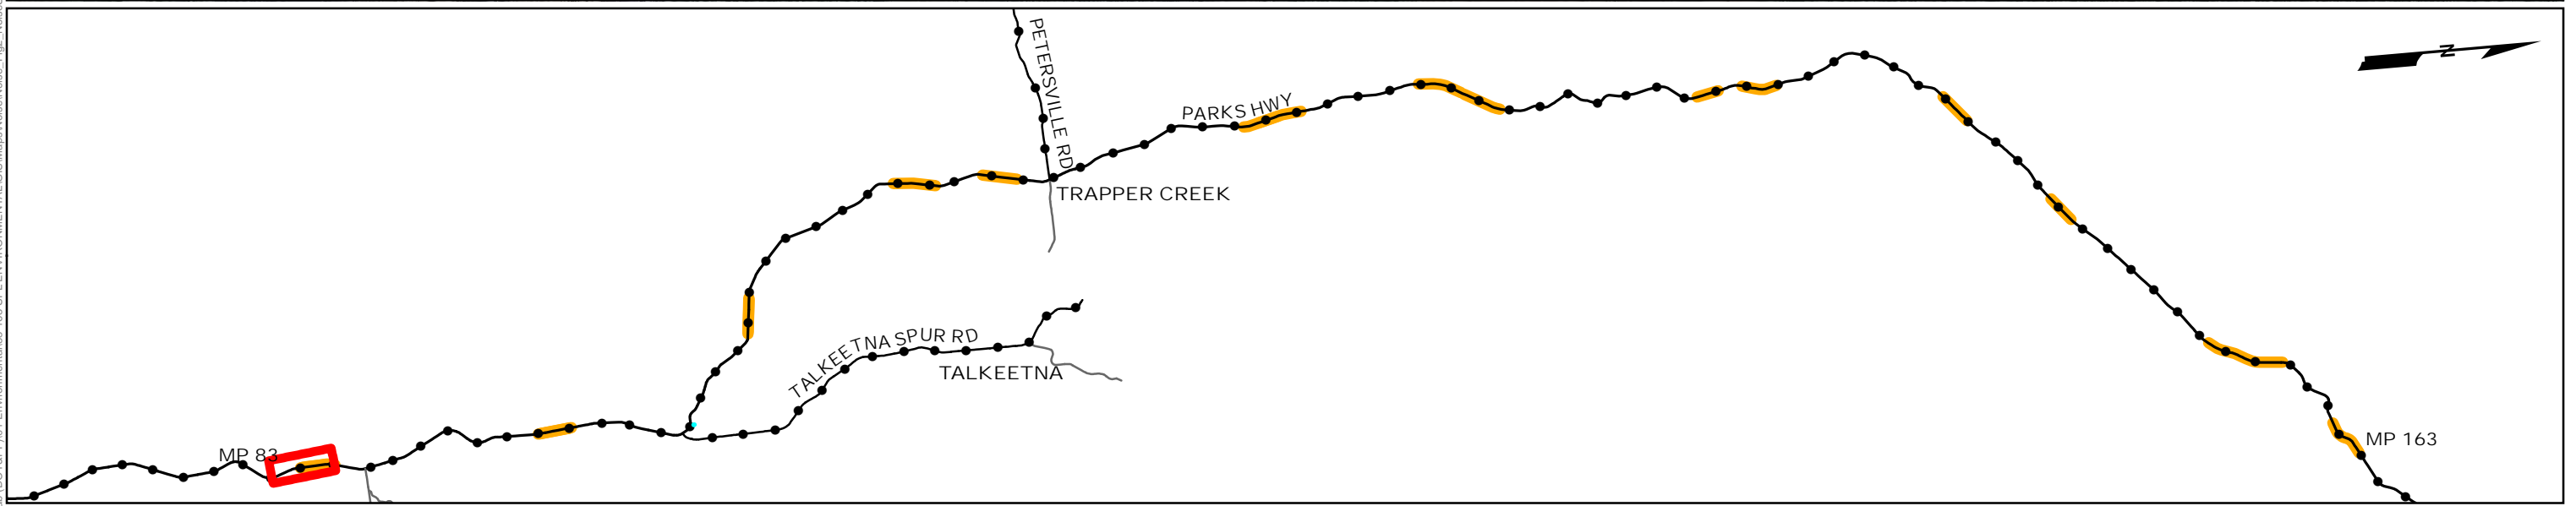 PETERSVILLE RD
N
PARKS HWY
TRAPPER CREEK
TALKEETNA SPUR RD
TALKEETNA
MP 83
MP 163